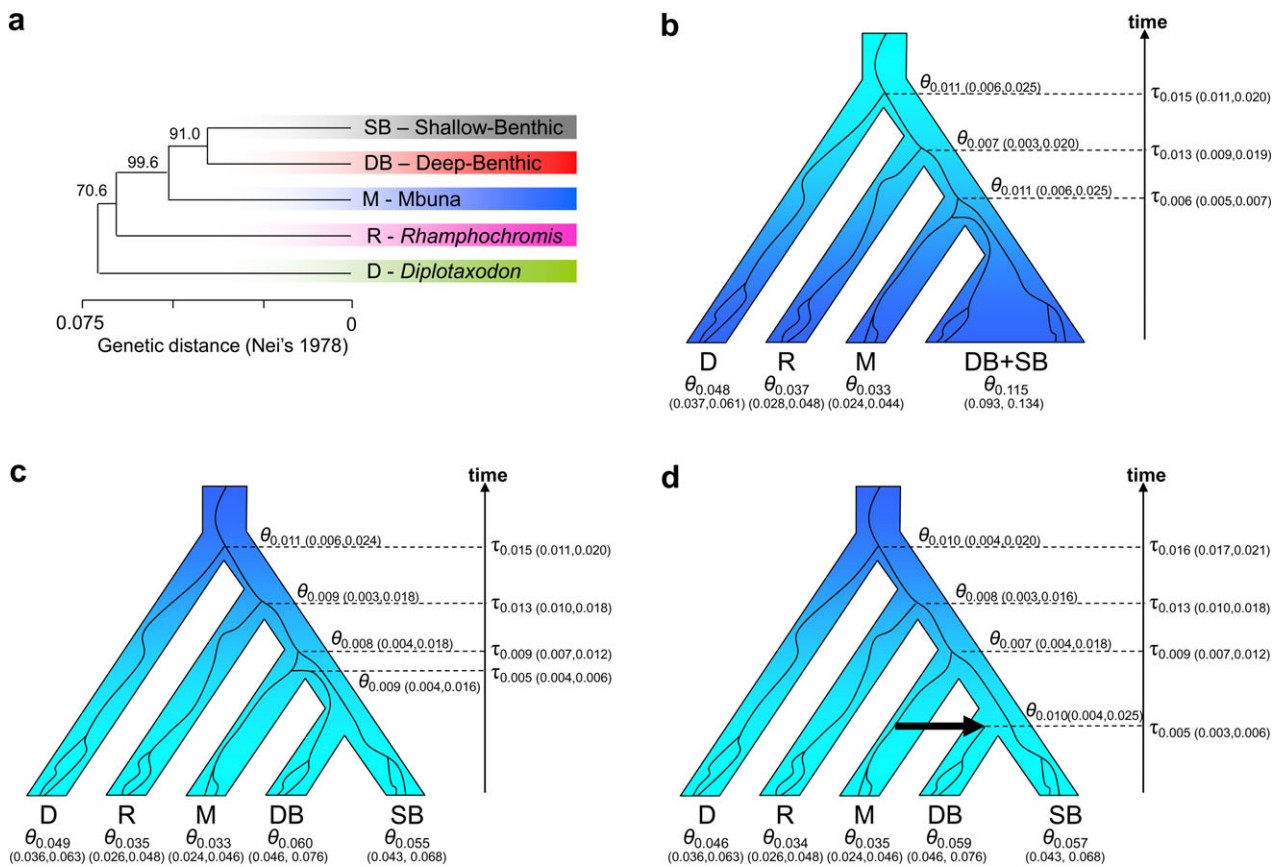 a
91.0
99.6
70.6
SB – Shallow-Benthic
DB – Deep-Benthic
M - Mbuna
R - Rhamphochromis
D - Diplotaxodon
0.075
0
Genetic distance (Nei's 1978)
b
time
θ0.011 (0.006,0.025)
τ0.015 (0.011,0.020)
θ0.007 (0.003,0.020)
τ0.013 (0.009,0.019)
θ0.011 (0.006,0.025)
τ0.006 (0.005,0.007)
D R M DB+SB
θ0.048 θ0.037 θ0.033 θ0.115
(0.037,0.061) (0.028,0.048) (0.024,0.044) (0.093, 0.134)
c
time
θ0.011 (0.006,0.024)
τ0.015 (0.011,0.020)
θ0.009 (0.003,0.018)
τ0.013 (0.010,0.018)
θ0.008 (0.004,0.018)
τ0.009 (0.007,0.012)
θ0.009 (0.004,0.016)
τ0.005 (0.004,0.006)
D R M DB SB
θ0.049 θ0.035 θ0.033 θ0.060 θ0.055
(0.036,0.063) (0.026,0.048) (0.024,0.046) (0.046, 0.076) (0.043, 0.068)
d
time
θ0.010 (0.004,0.020)
τ0.016 (0.017,0.021)
θ0.008 (0.003,0.016)
τ0.013 (0.010,0.018)
θ0.007 (0.004,0.018)
τ0.009 (0.007,0.012)
θ0.010(0.004,0.025)
τ0.005 (0.003,0.006)
D R M DB SB
θ0.046 θ0.034 θ0.035 θ0.059 θ0.057
(0.036,0.063) (0.026,0.048) (0.024,0.046) (0.046, 0.076) (0.043, 0.068)